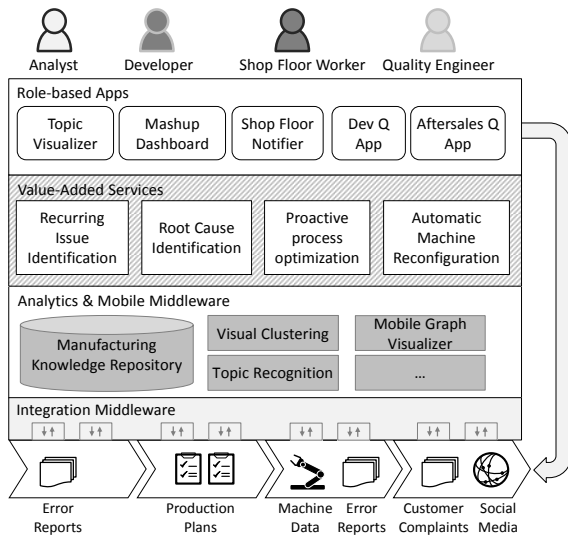 Analyst Developer Shop Floor Worker Quality Engineer
Role-based Apps
Topic
Visualizer
Mashup
Dashboard
Shop Floor
Notifier
Dev Q
App
Aftersales Q
App
Value-Added Services
Recurring
Issue
Identification
Root Cause
Identification
Proactive
process
optimization
Automatic
Machine
Reconfiguration
Analytics & Mobile Middleware
Manufacturing
Knowledge Repository
Visual Clustering
Mobile Graph
Visualizer
Topic Recognition
...
Integration Middleware
Error
Reports
Production
Plans
Machine
Data
Error
Reports
Customer
Complaints
Social
Media